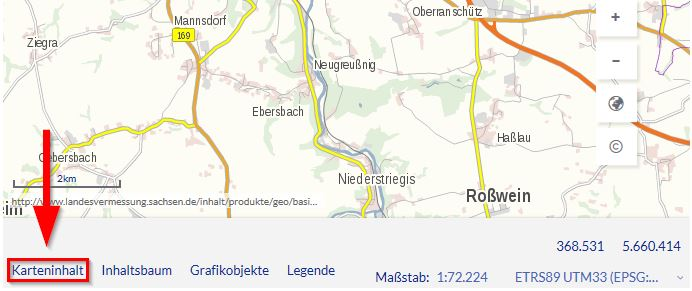 Oberranschütz
Mannsdorf
Ziegra
169
Neugreußnig
Ebersbach
Haßlau
Gebersbach
2km
Niederstriegis
Roßwein
http://www.landesvermessung.sachsen.de/inhalt/produkte/geo/basi...
368.531 5.660.414
Karteninhalt Inhaltsbaum Grafikobjekte Legende
Maßstab: 1:72.224 ETRS89 UTM33 (EPSG:...